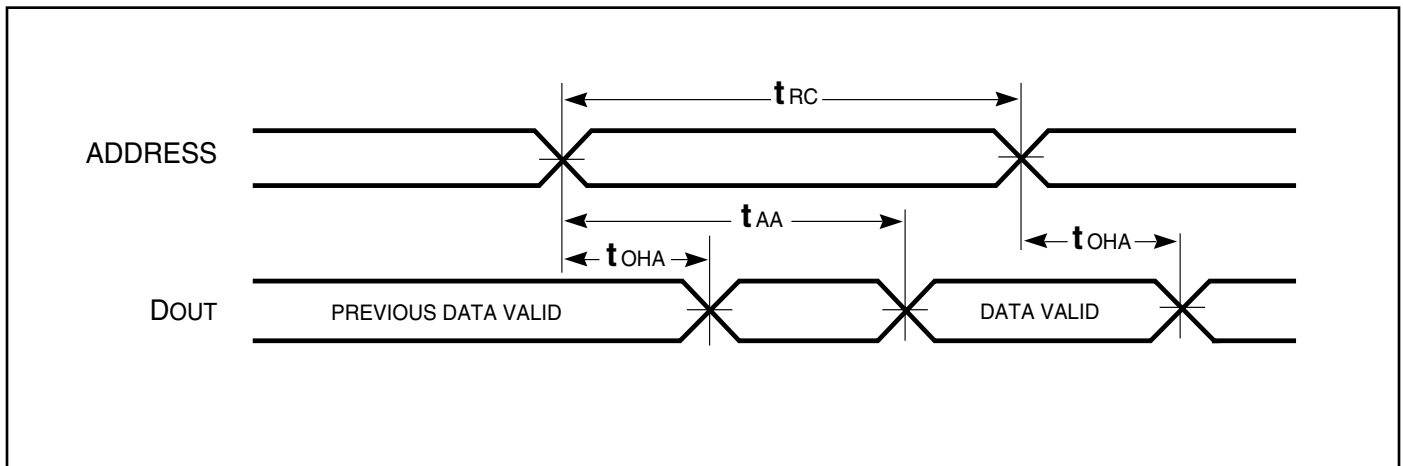 tRC
ADDRESS
tAA
tOHA
tOHA
DOUT
PREVIOUS DATA VALID
DATA VALID